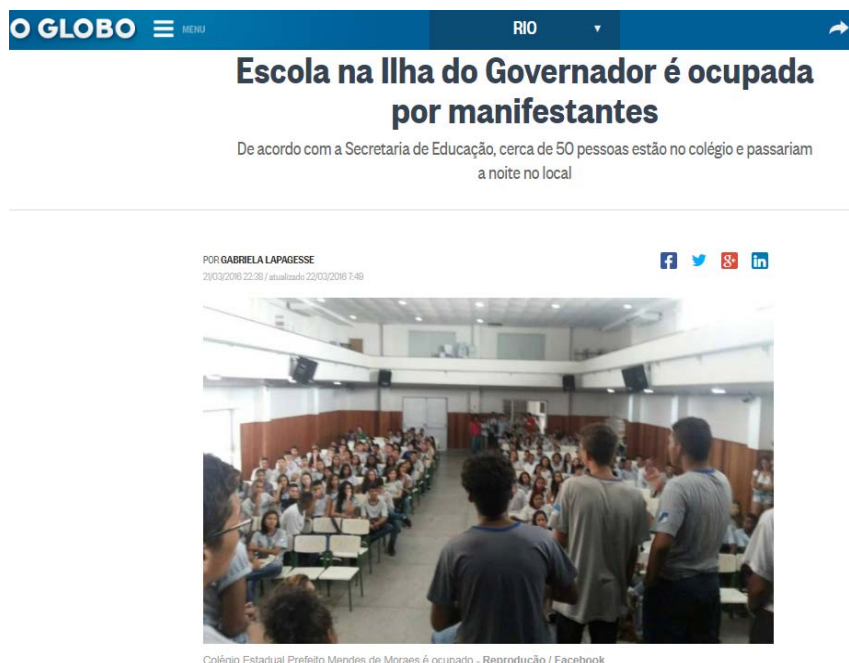 O GLOBO MENU RIO
Escola na Ilha do Governador é ocupada
por manifestantes
De acordo com a Secretaria de Educação, cerca de 50 pessoas estão no colégio e passariam
a noite no local
POR GABRIELA LAPAGESSE
21/03/2016 22:38 / atualizado 22/03/2016 7:49
Colégio Estadual Prefeito Mendes de Moraes é ocupado - Reprodução / Facebook